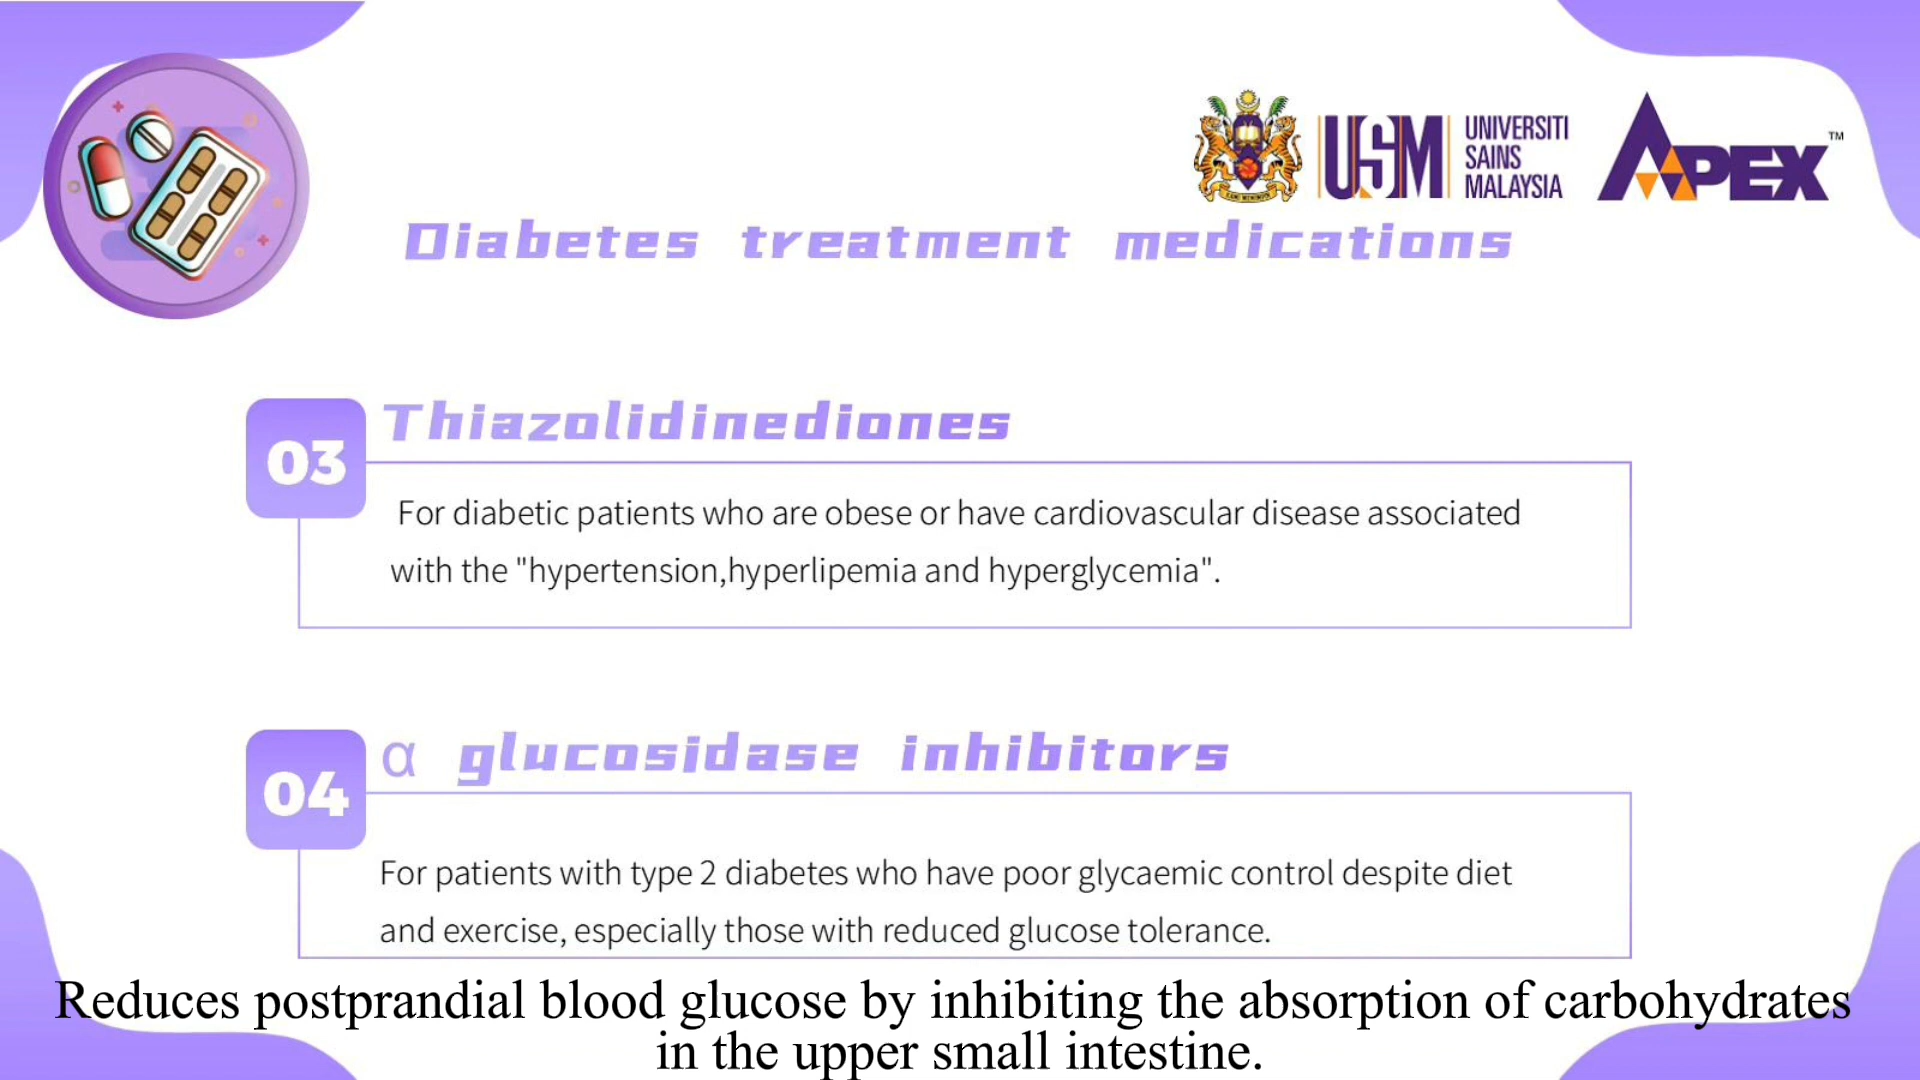 USM
UNIVERSITI
SAINS
MALAYSIA
APEX™
Diabetes treatment medications
03
Thiazolidinediones
For diabetic patients who are obese or have cardiovascular disease associated
with the "hypertension,hyperlipemia and hyperglycemia".
04
α glucosidase inhibitors
For patients with type 2 diabetes who have poor glycaemic control despite diet
and exercise, especially those with reduced glucose tolerance.
Reduces postprandial blood glucose by inhibiting the absorption of carbohydrates
in the upper small intestine.